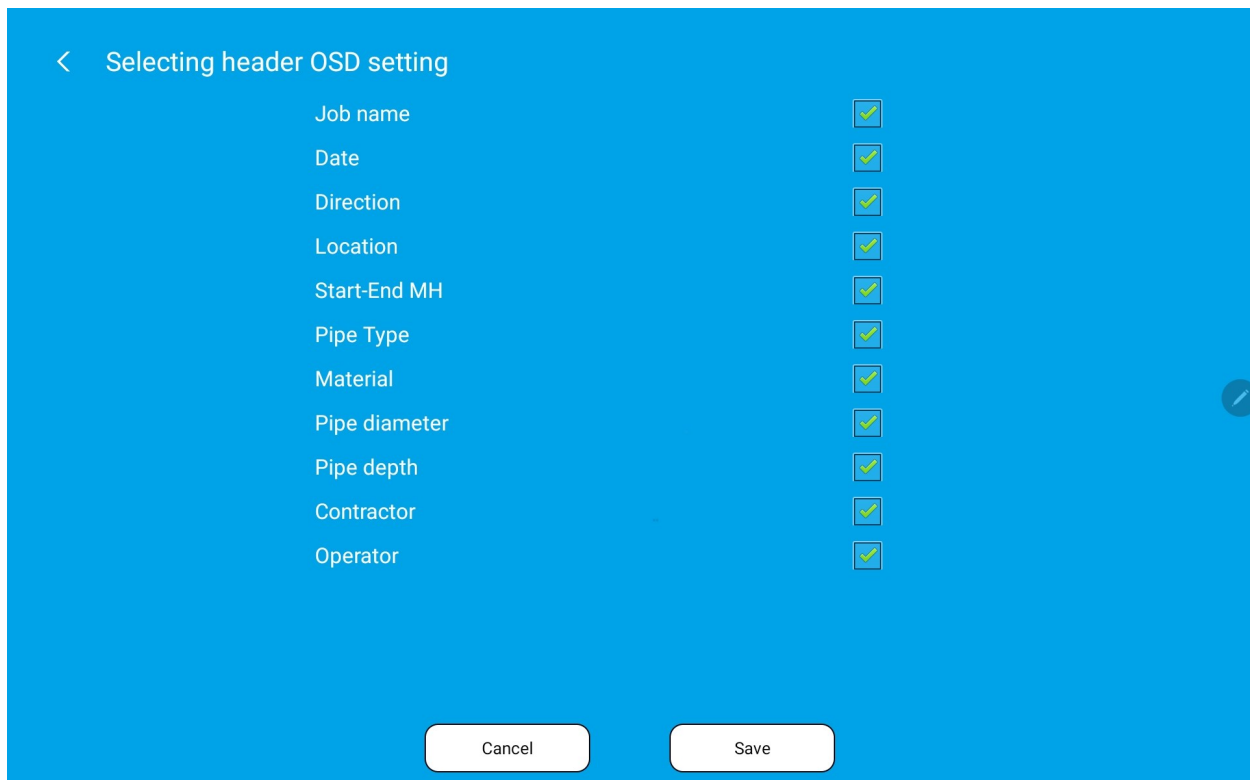 Selecting header OSD setting
Job name
Date
Direction
Location
Start-End MH
Pipe Type
Material
Pipe diameter
Pipe depth
Contractor
Operator
Cancel
Save